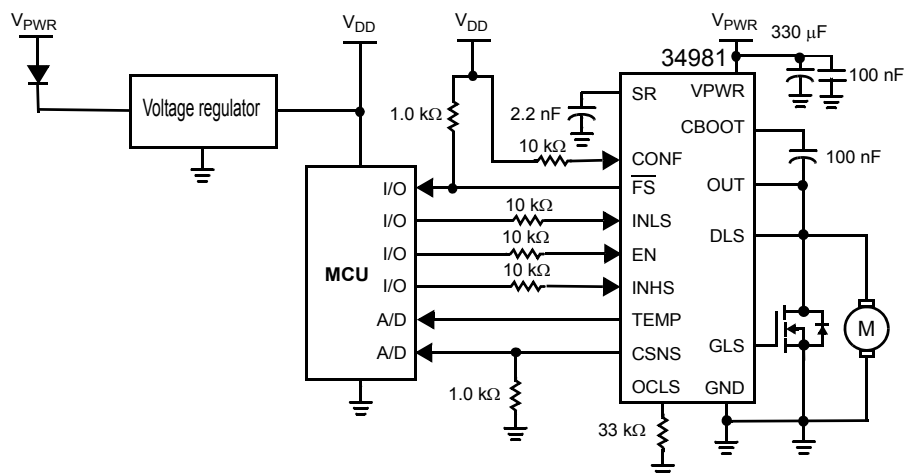 VPWR
VDD
VDD
VPWR
330 μF
34981
100 nF
Voltage regulator
1.0 kΩ
2.2 nF
SR
VPWR
CBOOT
10 kΩ
CONF
100 nF
I/O
FS
OUT
I/O
10 kΩ
INLS
DLS
I/O
10 kΩ
EN
MCU
I/O
10 kΩ
INHS
A/D
TEMP
M
A/D
CSNS
GLS
1.0 kΩ
OCLS
GND
33 kΩ